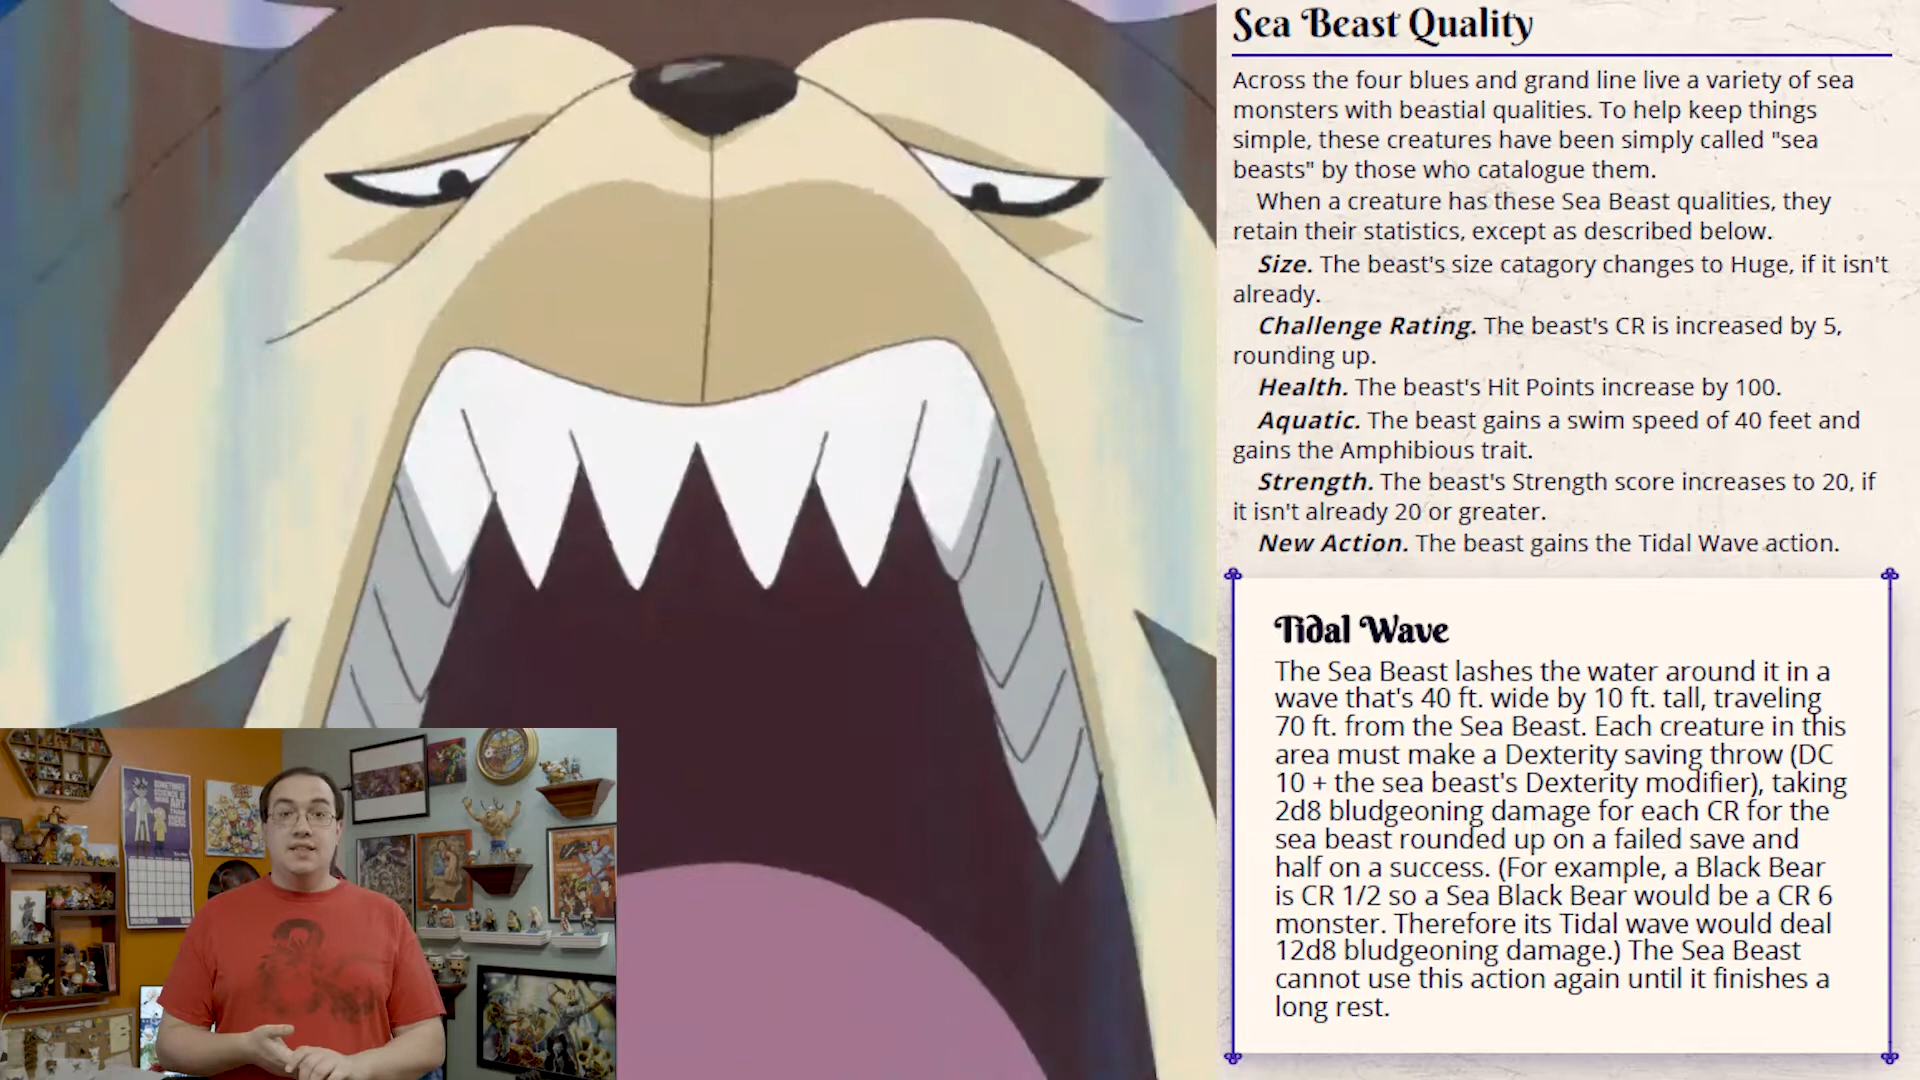 Sea Beast Quality
Across the four blues and grand line live a variety of sea
monsters with beastial qualities. To help keep things
simple, these creatures have been simply called "sea
beasts" by those who catalogue them.
When a creature has these Sea Beast qualities, they
retain their statistics, except as described below.
Size. The beast's size catagory changes to Huge, if it isn't
already.
Challenge Rating. The beast's CR is increased by 5,
rounding up.
Health. The beast's Hit Points increase by 100.
Aquatic. The beast gains a swim speed of 40 feet and
gains the Amphibious trait.
Strength. The beast's Strength score increases to 20, if
it isn't already 20 or greater.
New Action. The beast gains the Tidal Wave action.
Tidal Wave
The Sea Beast lashes the water around it in a
wave that's 40 ft. wide by 10 ft. tall, traveling
70 ft. from the Sea Beast. Each creature in this
area must make a Dexterity saving throw (DC
10 + the sea beast's Dexterity modifier), taking
2d8 bludgeoning damage for each CR for the
sea beast rounded up on a failed save and
half on a success. (For example, a Black Bear
is CR 1/2 so a Sea Black Bear would be a CR 6
monster. Therefore its Tidal wave would deal
12d8 bludgeoning damage.) The Sea Beast
cannot use this action again until it finishes a
long rest.